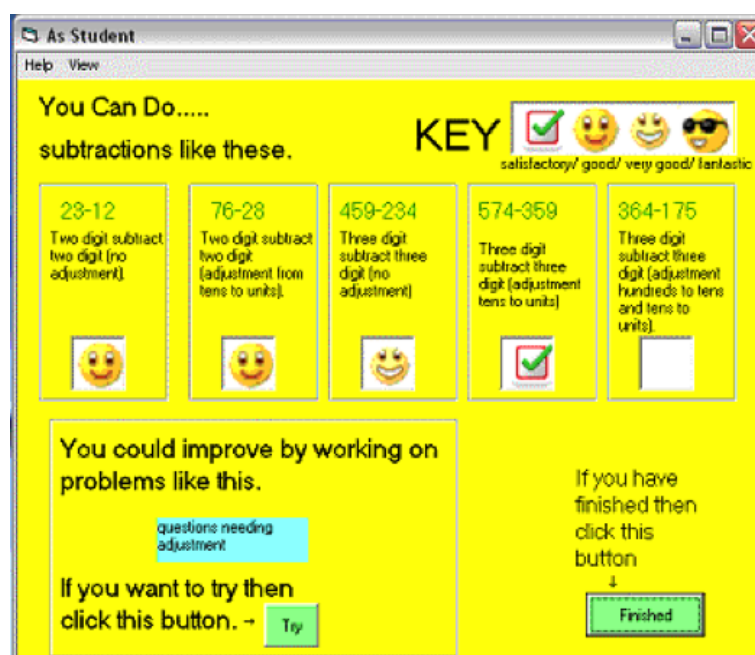 As Student
Help View
You Can Do.....
subtractions like these.
KEY
satisfactory/ good/ very good/ fantastic
23-12
Two digit subtract
two digit (no
adjustment).
76-28
Two digit subtract
two digit
(adjustment from
tens to units).
459-234
Three digit
subtract three
digit (no
adjustment)
574-359
Three digit
subtract three
digit (adjustment
tens to units)
364-175
Three digit
subtract three
digit (adjustment
hundreds to tens
and tens to
units).
You could improve by working on
problems like this.
questions needing
adjustment
If you want to try then
click this button. →
Try
If you have
finished then
click this
button
↓
Finished